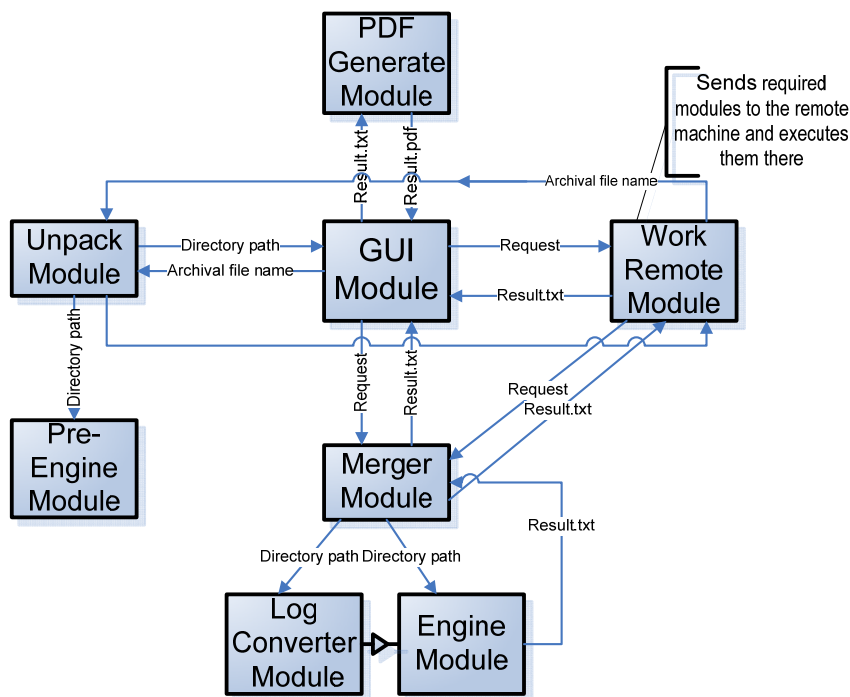 PDF
Generate
Module
Sends required
modules to the remote
machine and executes
them there
Result.txt
Result.pdf
Archival file name
Unpack
Module
Directory path
Archival file name
GUI
Module
Request
Result.txt
Work
Remote
Module
Directory path
Request
Result.txt
Request
Result.txt
Pre-
Engine
Module
Merger
Module
Result.txt
Directory path
Directory path
Log
Converter
Module
Engine
Module